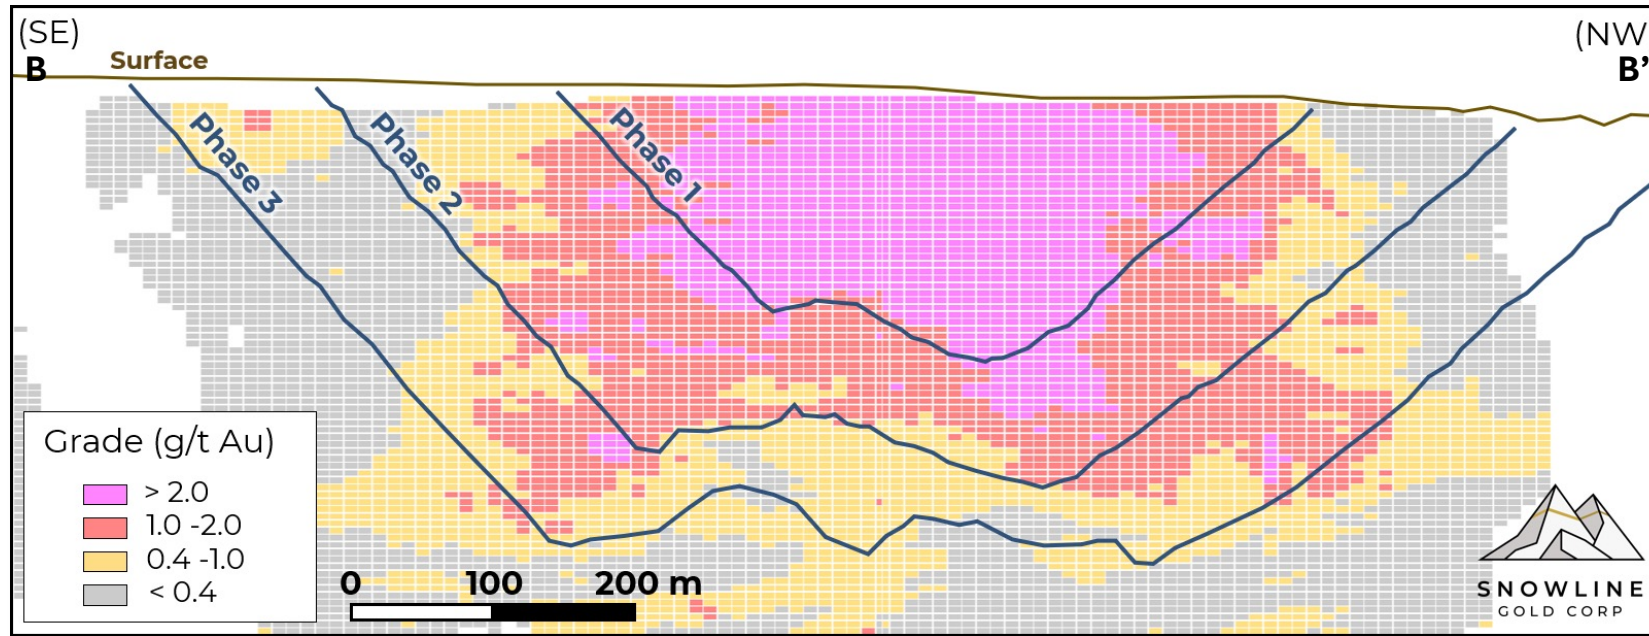 (SE)
B
Surface
(NW
B’
Phase 3
Phase 2
Phase 1
Grade (g/t Au)
> 2.0
1.0 -2.0
0.4 -1.0
< 0.4
0 100 200 m
SNOWLINE
GOLD CORP